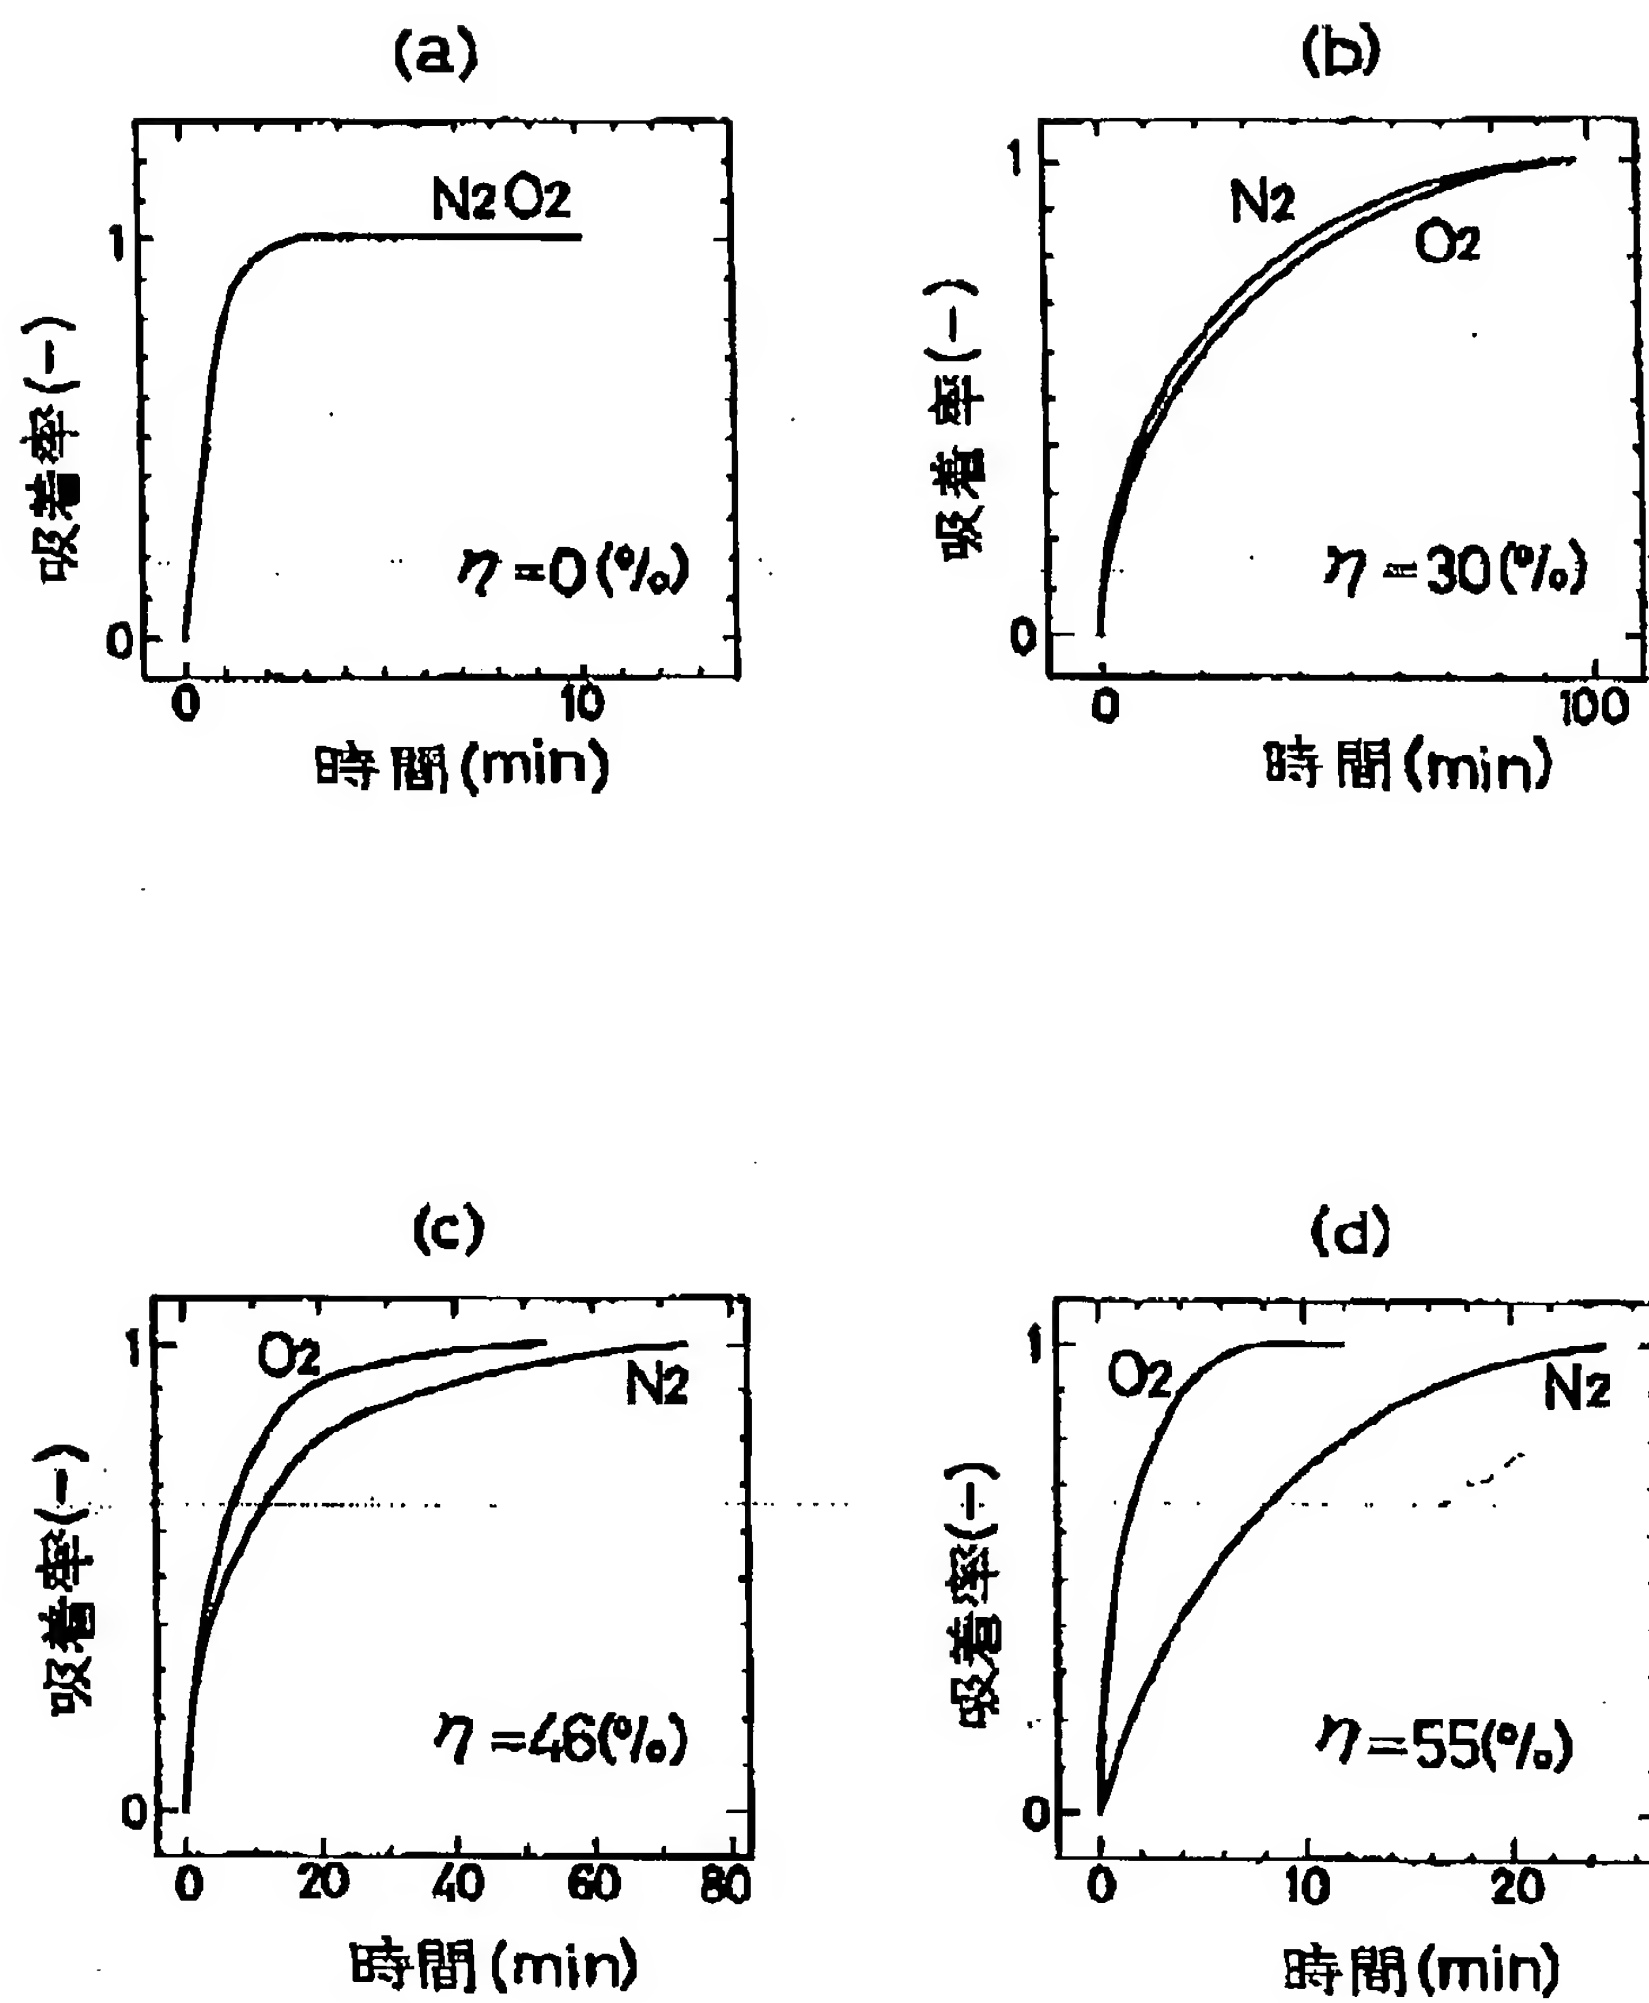 (a)
N2 O2
1
吸着率(-)
η=0(%)
0
0 10
時間(min)
(b)
1
N2
O2
吸着率(-)
η=30(%)
0
0 100
時間(min)
(c)
1
O2
N2
吸着率(-)
η=46(%)
0
0 20 40 60 80
時間(min)
(d)
1
O2
N2
吸着率(-)
η=55(%)
0
0 10 20
時間(min)